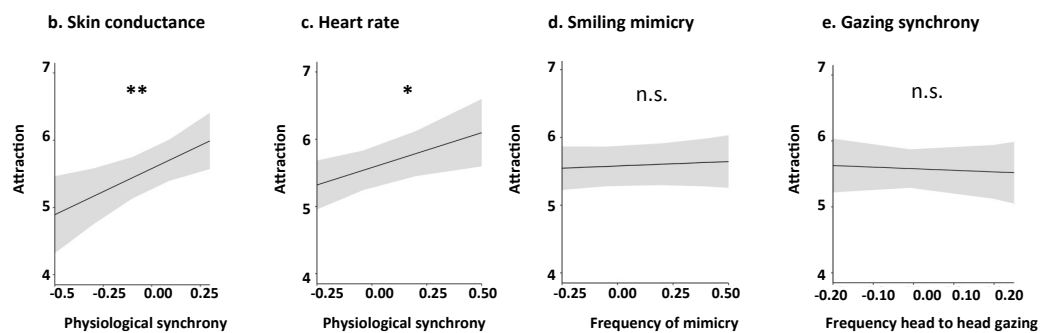 b. Skin conductance
7
**
6
Attraction
5
4
-0.5 -0.25 0.00 0.25
Physiological synchrony
c. Heart rate
7
*
6
Attraction
5
4
-0.25 0.00 0.25 0.50
Physiological synchrony
d. Smiling mimicry
7
n.s.
6
Attraction
5
4
-0.25 0.00 0.25 0.50
Frequency of mimicry
e. Gazing synchrony
7
n.s.
6
Attraction
5
4
-0.20 -0.10 0.00 0.10 0.20
Frequency head to head gazing